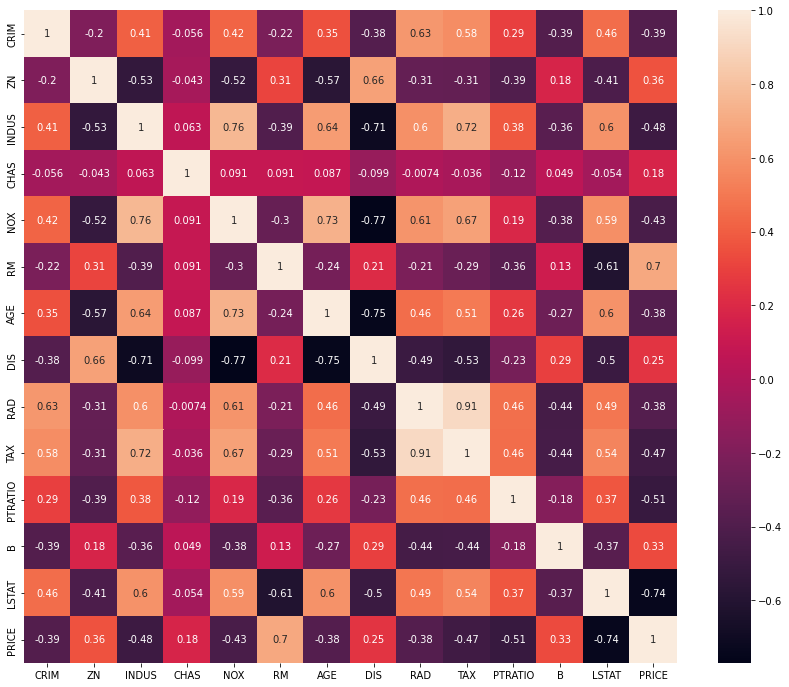 CRIM 1 -0.2 0.41 -0.056 0.42 -0.22 0.35 -0.38 0.63 0.58 0.29 -0.39 0.46 -0.39
ZN -0.2 1 -0.53 -0.043 -0.52 0.31 -0.57 0.66 -0.31 -0.31 -0.39 0.18 -0.41 0.36
INDUS 0.41 -0.53 1 0.063 0.76 -0.39 0.64 -0.71 0.6 0.72 0.38 -0.36 0.6 -0.48
CHAS -0.056 -0.043 0.063 1 0.091 0.091 0.087 -0.099 -0.0074 -0.036 -0.12 0.049 -0.054 0.18
NOX 0.42 -0.52 0.76 0.091 1 -0.3 0.73 -0.77 0.61 0.67 0.19 -0.38 0.59 -0.43
RM -0.22 0.31 -0.39 0.091 -0.3 1 -0.24 0.21 -0.21 -0.29 -0.36 0.13 -0.61 0.7
AGE 0.35 -0.57 0.64 0.087 0.73 -0.24 1 -0.75 0.46 0.51 0.26 -0.27 0.6 -0.38
DIS -0.38 0.66 -0.71 -0.099 -0.77 0.21 -0.75 1 -0.49 -0.53 -0.23 0.29 -0.5 0.25
RAD 0.63 -0.31 0.6 -0.0074 0.61 -0.21 0.46 -0.49 1 0.91 0.46 -0.44 0.49 -0.38
TAX 0.58 -0.31 0.72 -0.036 0.67 -0.29 0.51 -0.53 0.91 1 0.46 -0.44 0.54 -0.47
PTRATIO 0.29 -0.39 0.38 -0.12 0.19 -0.36 0.26 -0.23 0.46 0.46 1 -0.18 0.37 -0.51
B -0.39 0.18 -0.36 0.049 -0.38 0.13 -0.27 0.29 -0.44 -0.44 -0.18 1 -0.37 0.33
LSTAT 0.46 -0.41 0.6 -0.054 0.59 -0.61 0.6 -0.5 0.49 0.54 0.37 -0.37 1 -0.74
PRICE -0.39 0.36 -0.48 0.18 -0.43 0.7 -0.38 0.25 -0.38 -0.47 -0.51 0.33 -0.74 1
CRIM ZN INDUS CHAS NOX RM AGE DIS RAD TAX PTRATIO B LSTAT PRICE
1.0
0.8
0.6
0.4
0.2
0.0
−0.2
−0.4
−0.6